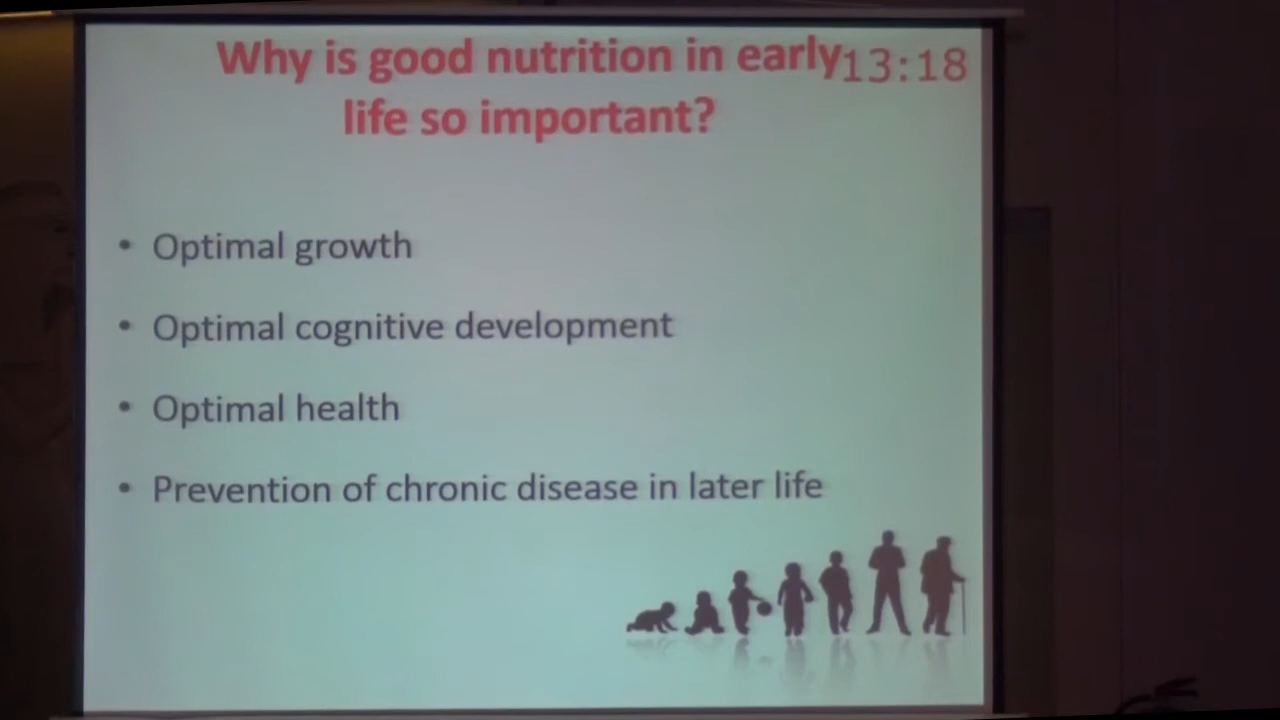 Why is good nutrition in early
13:18
life so important?
• Optimal growth
• Optimal cognitive development
• Optimal health
• Prevention of chronic disease in later life